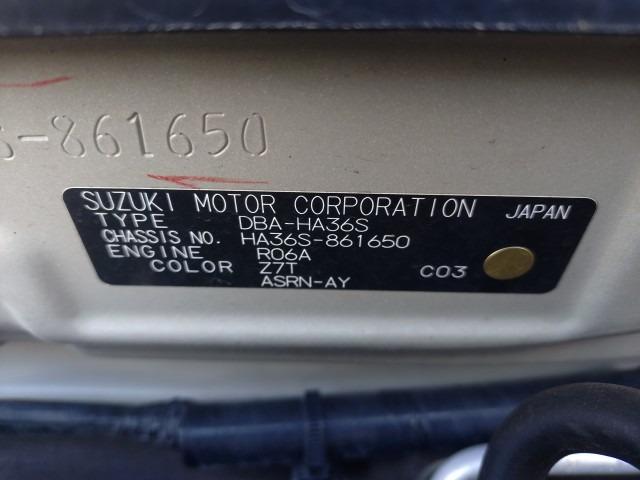 S-861650
SUZUKI MOTOR CORPORATION JAPAN
TYPE DBA-HA36S
CHASSIS NO. HA36S-861650
ENGINE R06A
COLOR Z7T C03
ASRN-AY